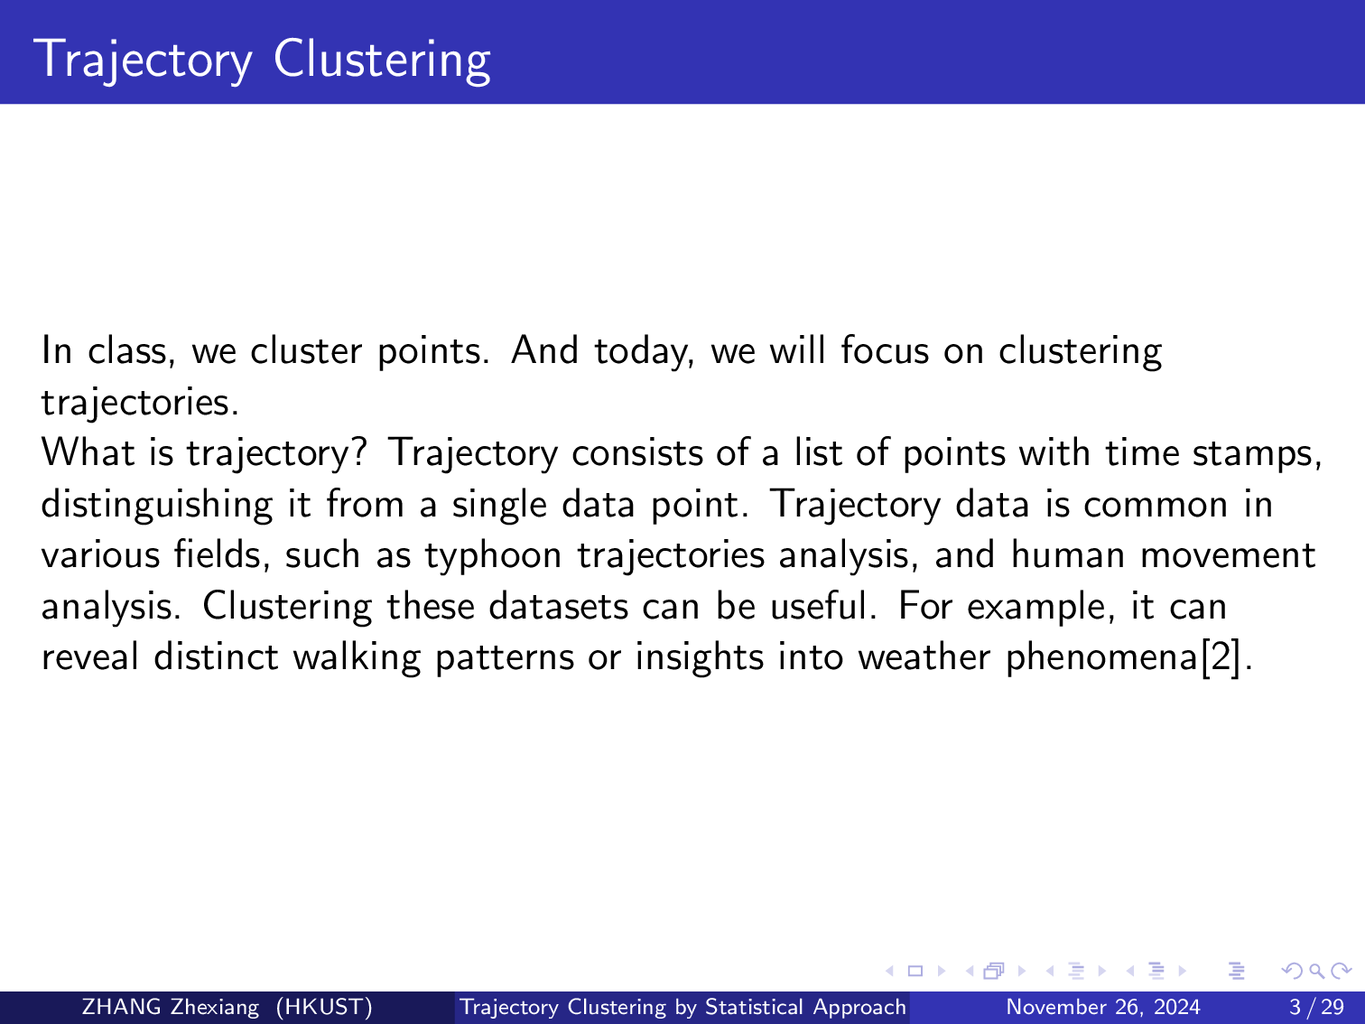 Trajectory Clustering
In class, we cluster points. And today, we will focus on clustering
trajectories.
What is trajectory? Trajectory consists of a list of points with time stamps,
distinguishing it from a single data point. Trajectory data is common in
various fields, such as typhoon trajectories analysis, and human movement
analysis. Clustering these datasets can be useful. For example, it can
reveal distinct walking patterns or insights into weather phenomena[2].
ZHANG Zhexiang (HKUST) Trajectory Clustering by Statistical Approach November 26, 2024 3 / 29